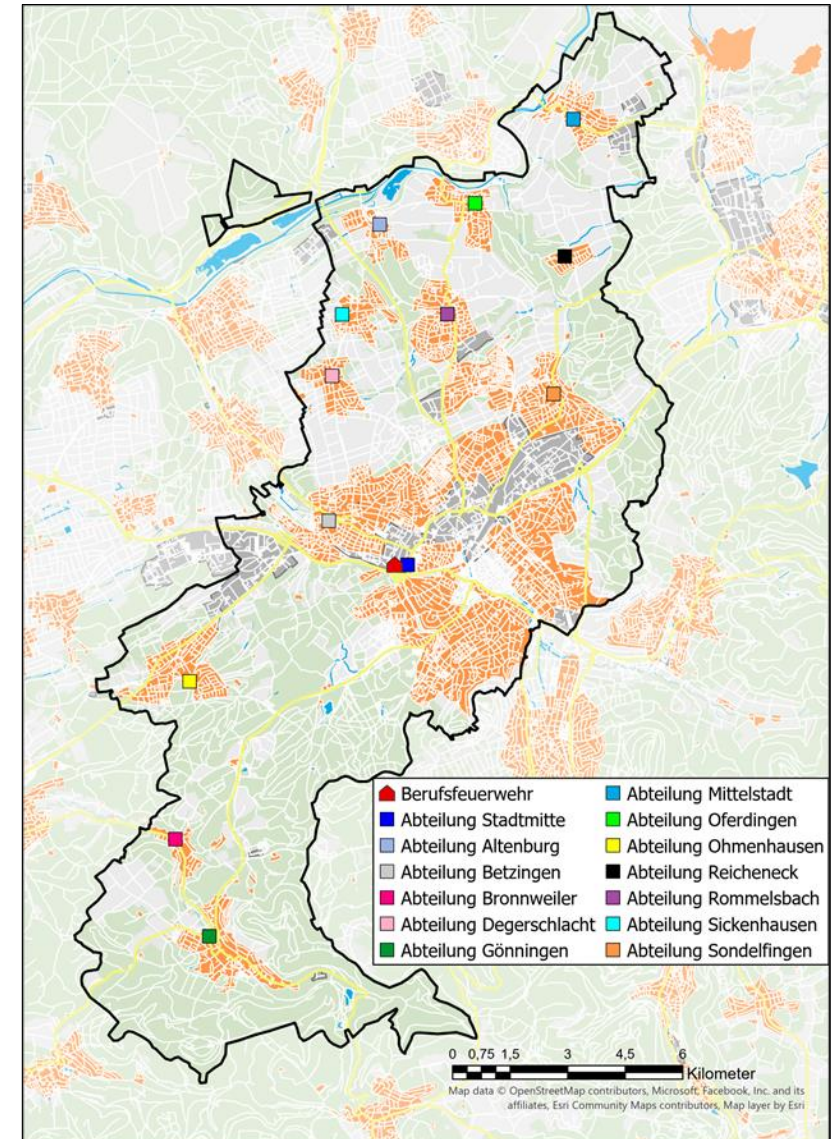 Berufsfeuerwehr
Abteilung Stadtmitte
Abteilung Altenburg
Abteilung Betzingen
Abteilung Bronnweiler
Abteilung Degerschlacht
Abteilung Gönningen
Abteilung Mittelstadt
Abteilung Oferdingen
Abteilung Ohmenhausen
Abteilung Reicheneck
Abteilung Rommelsbach
Abteilung Sickenhausen
Abteilung Sondelfingen
0 0,75 1,5 3 4,5 6
Kilometer
Map data © OpenStreetMap contributors, Microsoft, Facebook, Inc. and its
affiliates, Esri Community Maps contributors, Map layer by Esri